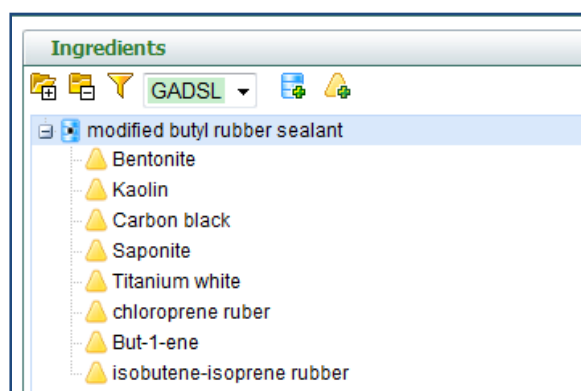 Ingredients
GADSL
modified butyl rubber sealant
Bentonite
Kaolin
Carbon black
Saponite
Titanium white
chloroprene ruber
But-1-ene
isobutene-isoprene rubber